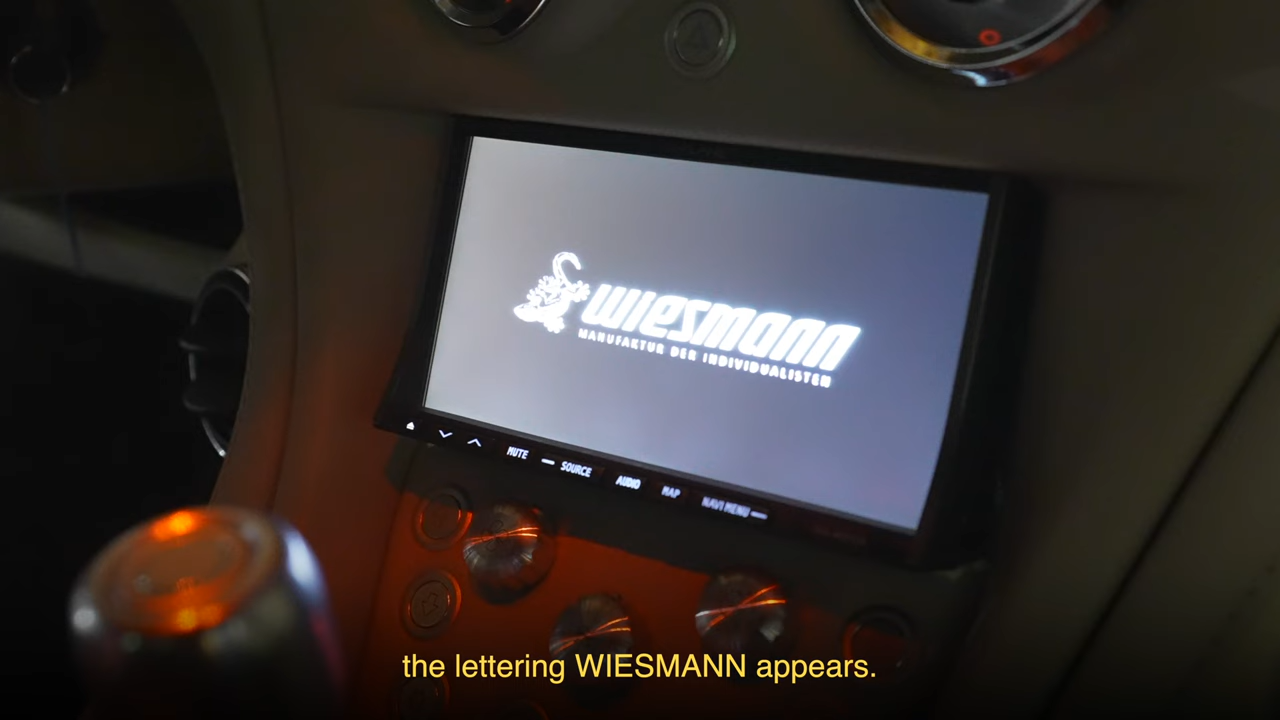 wiesmann
MANUFAKTUR DER INDIVIDUALISTEN
MUTE
SOURCE
AUDIO
MAP
NAVI MENU
the lettering WIESMANN appears.